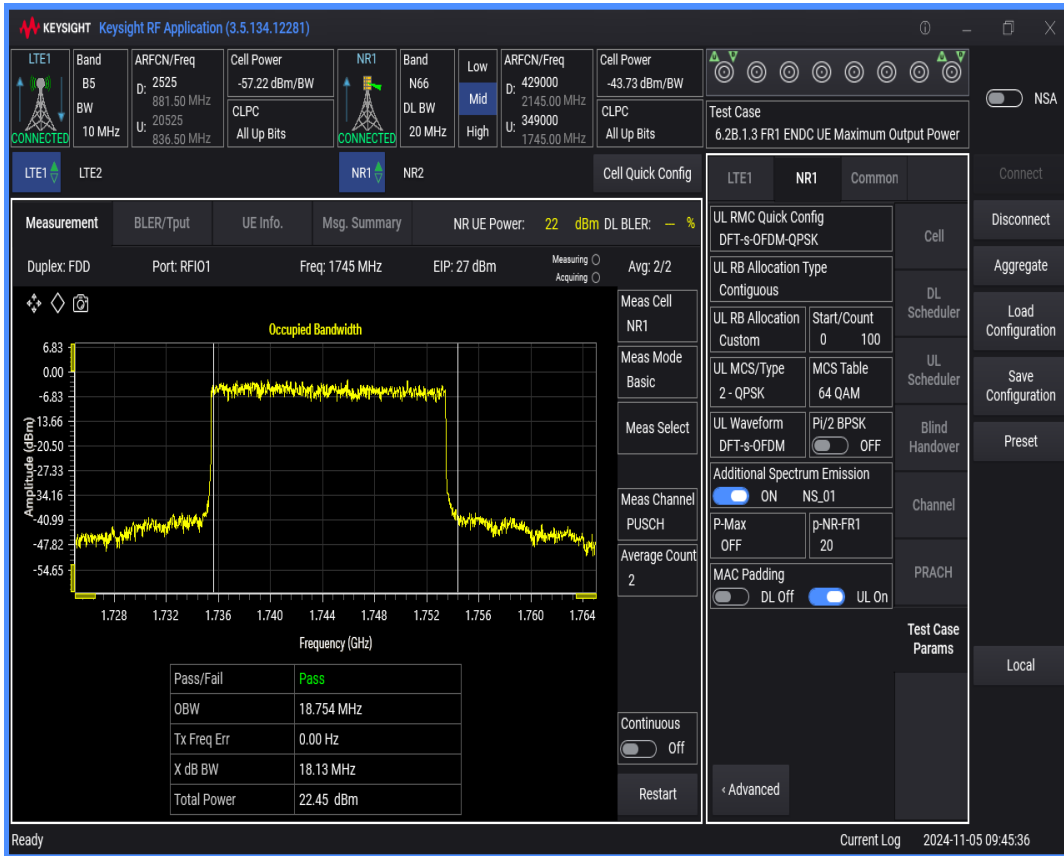 KEYSIGHT Keysight RF Application (3.5.134.12281)
LTE1
CONNECTED
Band
B5
BW
10 MHz
ARFCN/Freq
D: 2525
881.50 MHz
U: 20525
836.50 MHz
Cell Power
-57.22 dBm/BW
CLPC
All Up Bits
NR1
CONNECTED
Band
N66
DL BW
20 MHz
Low
Mid
High
ARFCN/Freq
D: 429000
2145.00 MHz
U: 349000
1745.00 MHz
Cell Power
-43.73 dBm/BW
CLPC
All Up Bits
Test Case
6.2B.1.3 FR1 ENDC UE Maximum Output Power
NSA
LTE1 LTE2 NR1 NR2 Cell Quick Config
Measurement BLER/Tput UE Info. Msg. Summary NR UE Power: 22 dBm DL BLER: -- %
Duplex: FDD Port: RFIO1 Freq: 1745 MHz EIP: 27 dBm Measuring Acquiring Avg: 2/2
Occupied Bandwidth
Amplitude (dBm)
6.83
0.00
-6.83
-13.66
-20.50
-27.33
-34.16
-40.99
-47.82
-54.65
1.728 1.732 1.736 1.740 1.744 1.748 1.752 1.756 1.760 1.764
Frequency (GHz)
Pass/Fail Pass
OBW 18.754 MHz
Tx Freq Err 0.00 Hz
X dB BW 18.13 MHz
Total Power 22.45 dBm
Meas Cell
NR1
Meas Mode
Basic
Meas Select
Meas Channel
PUSCH
Average Count
2
Continuous
Off
Restart
LTE1 NR1 Common
UL RMC Quick Config
DFT-s-OFDM-QPSK
UL RB Allocation Type
Contiguous
UL RB Allocation Start/Count
Custom 0 100
UL MCS/Type MCS Table
2 - QPSK 64 QAM
UL Waveform Pi/2 BPSK
DFT-s-OFDM OFF
Additional Spectrum Emission
ON NS_01
P-Max p-NR-FR1
OFF 20
MAC Padding
DL Off UL On
‹ Advanced
Cell
DL
Scheduler
UL
Scheduler
Blind
Handover
Channel
PRACH
Test Case
Params
Connect
Disconnect
Aggregate
Load
Configuration
Save
Configuration
Preset
Local
Ready Current Log 2024-11-05 09:45:36